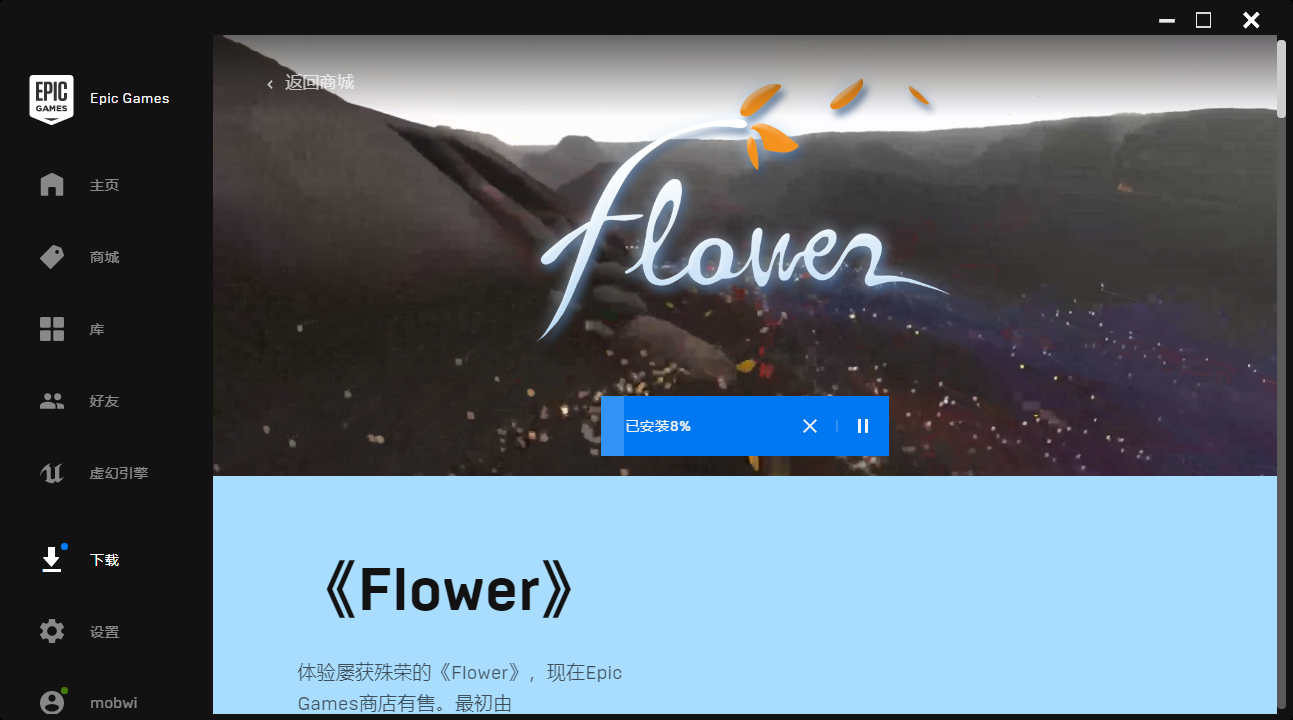 EPIC
GAMES
Epic Games
主页
商城
库
好友
虚幻引擎
下载
设置
mobwi
返回商城
flower
已安装8%
《Flower》
体验屡获殊荣的《Flower》，现在Epic
Games商店有售。最初由